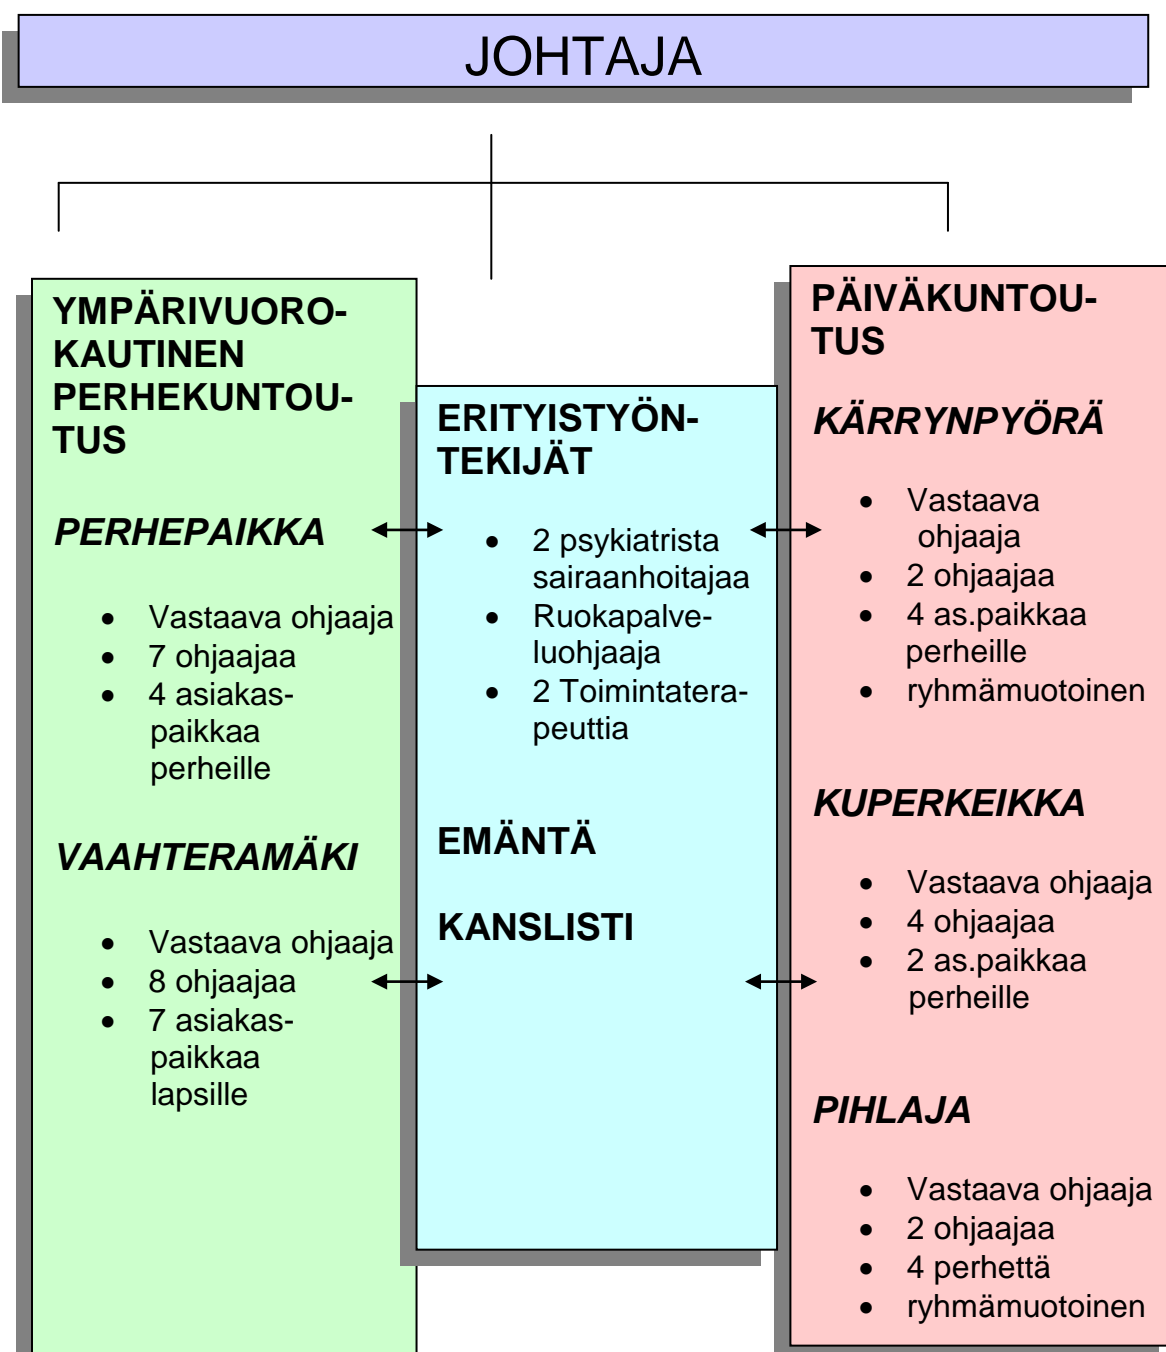 JOHTAJA
YMPÄRIVUORO-
KAUTINEN
PERHEKUNTOU-
TUS
PERHEPAIKKA
• Vastaava ohjaaja
• 7 ohjaajaa
• 4 asiakas-
paikkaa
perheille
VAAHTERAMÄKI
• Vastaava ohjaaja
• 8 ohjaajaa
• 7 asiakas-
paikkaa
lapsille
ERITYISTYÖN-
TEKIJÄT
• 2 psykiatrista
sairaanhoitajaa
• Ruokapalve-
luohjaaja
• 2 Toimintatera-
peuttia
EMÄNTÄ
KANSLISTI
PÄIVÄKUNTOU-
TUS
KÄRRYNPYÖRÄ
• Vastaava
ohjaaja
• 2 ohjaajaa
• 4 as.paikkaa
perheille
• ryhmämuotoinen
KUPERKEIKKA
• Vastaava ohjaaja
• 4 ohjaajaa
• 2 as.paikkaa
perheille
PIHLAJA
• Vastaava ohjaaja
• 2 ohjaajaa
• 4 perhettä
• ryhmämuotoinen